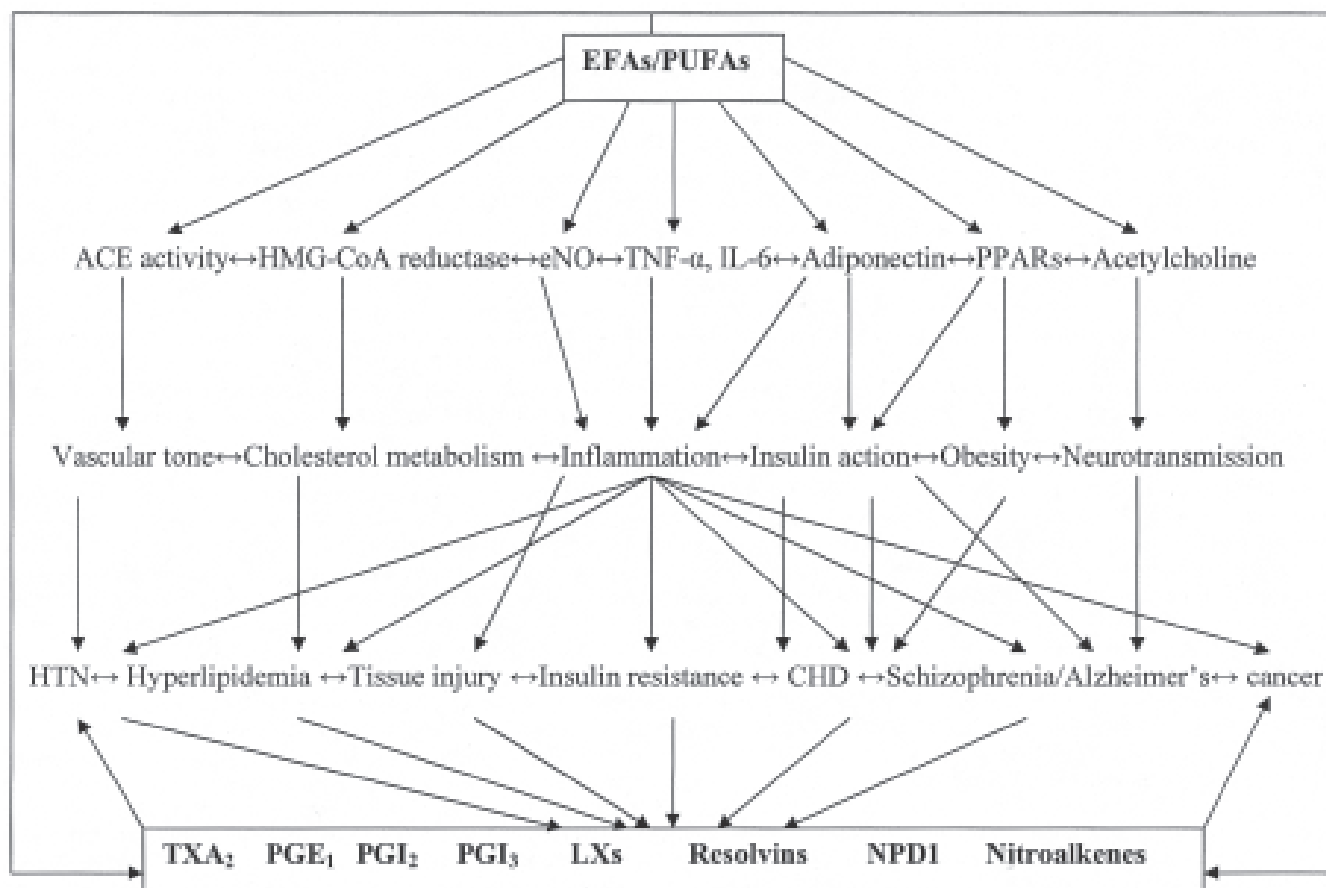 EFAs/PUFAs
ACE activity↔HMG-CoA reductase↔eNO↔TNF-α, IL-6↔Adiponectin↔PPARs↔Acetylcholine
Vascular tone↔Cholesterol metabolism ↔Inflammation↔Insulin action↔Obesity↔Neurotransmission
HTN↔ Hyperlipidemia ↔Tissue injury ↔Insulin resistance ↔ CHD ↔Schizophrenia/Alzheimer's↔ cancer
TXA₂ PGE₁ PGI₂ PGI₃ LXs Resolvins NPD1 Nitroalkenes